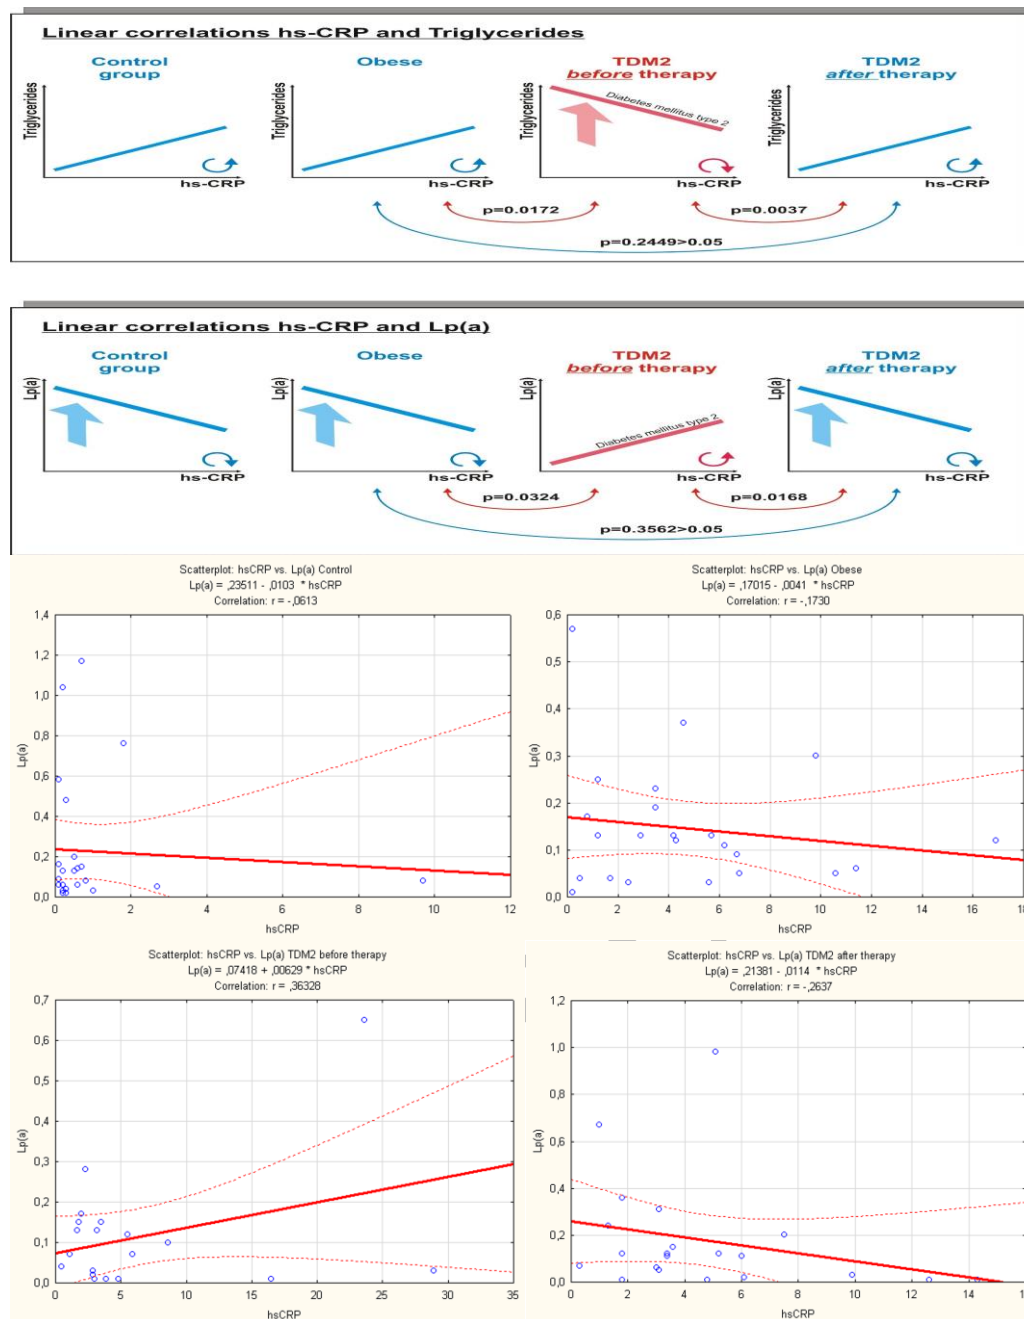 Linear correlations hs-CRP and Triglycerides
Control group
Obese
TDM2 before therapy
TDM2 after therapy
Triglycerides
hs-CRP
Triglycerides
hs-CRP
Triglycerides
Diabetes mellitus type 2
hs-CRP
Triglycerides
hs-CRP
p=0.0172
p=0.0037
p=0.2449>0.05
Linear correlations hs-CRP and Lp(a)
Control group
Obese
TDM2 before therapy
TDM2 after therapy
Lp(a)
hs-CRP
Lp(a)
hs-CRP
Lp(a)
Diabetes mellitus type 2
hs-CRP
Lp(a)
hs-CRP
p=0.0324
p=0.0168
p=0.3562>0.05
Scatterplot: hsCRP vs. Lp(a) Control
Lp(a) = ,23511 - ,0103 * hsCRP
Correlation: r = -,0613
1,4
1,2
1,0
0,8
0,6
0,4
0,2
0,0
Lp(a)
0 2 4 6 8 10 12
hsCRP
Scatterplot: hsCRP vs. Lp(a) Obese
Lp(a) = ,17015 - ,0041 * hsCRP
Correlation: r = -,1730
0,6
0,5
0,4
0,3
0,2
0,1
0,0
Lp(a)
0 2 4 6 8 10 12 14 16 18
hsCRP
Scatterplot: hsCRP vs. Lp(a) TDM2 before therapy
Lp(a) = ,07418 + ,00629 * hsCRP
Correlation: r = ,36328
0,7
0,6
0,5
0,4
0,3
0,2
0,1
0,0
Lp(a)
0 5 10 15 20 25 30 35
hsCRP
Scatterplot: hsCRP vs. Lp(a) TDM2 after therapy
Lp(a) = ,21381 - ,0114 * hsCRP
Correlation: r = -,2637
1,2
1,0
0,8
0,6
0,4
0,2
0,0
Lp(a)
0 2 4 6 8 10 12 14 16
hsCRP